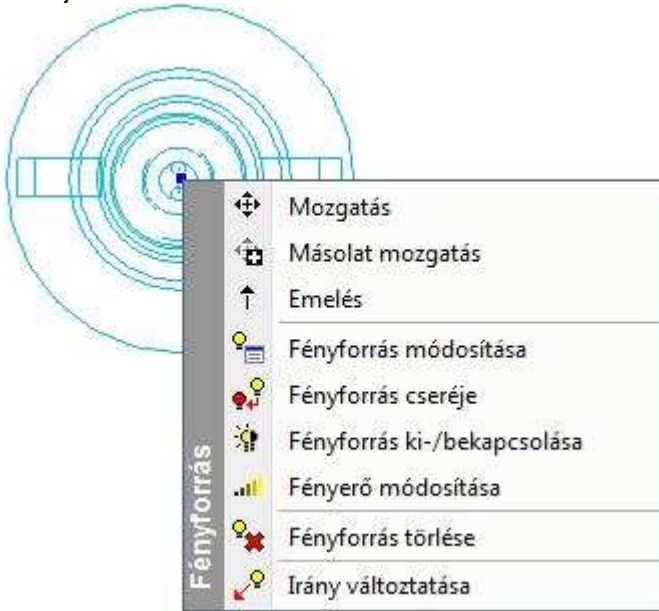 Mozgatás
Másolat mozgatás
Emelés
Fényforrás módosítása
Fényforrás cseréje
Fényforrás ki-/bekapcsolása
Fényerő módosítása
Fényforrás törlése
Irány változtatása
Fényforrás